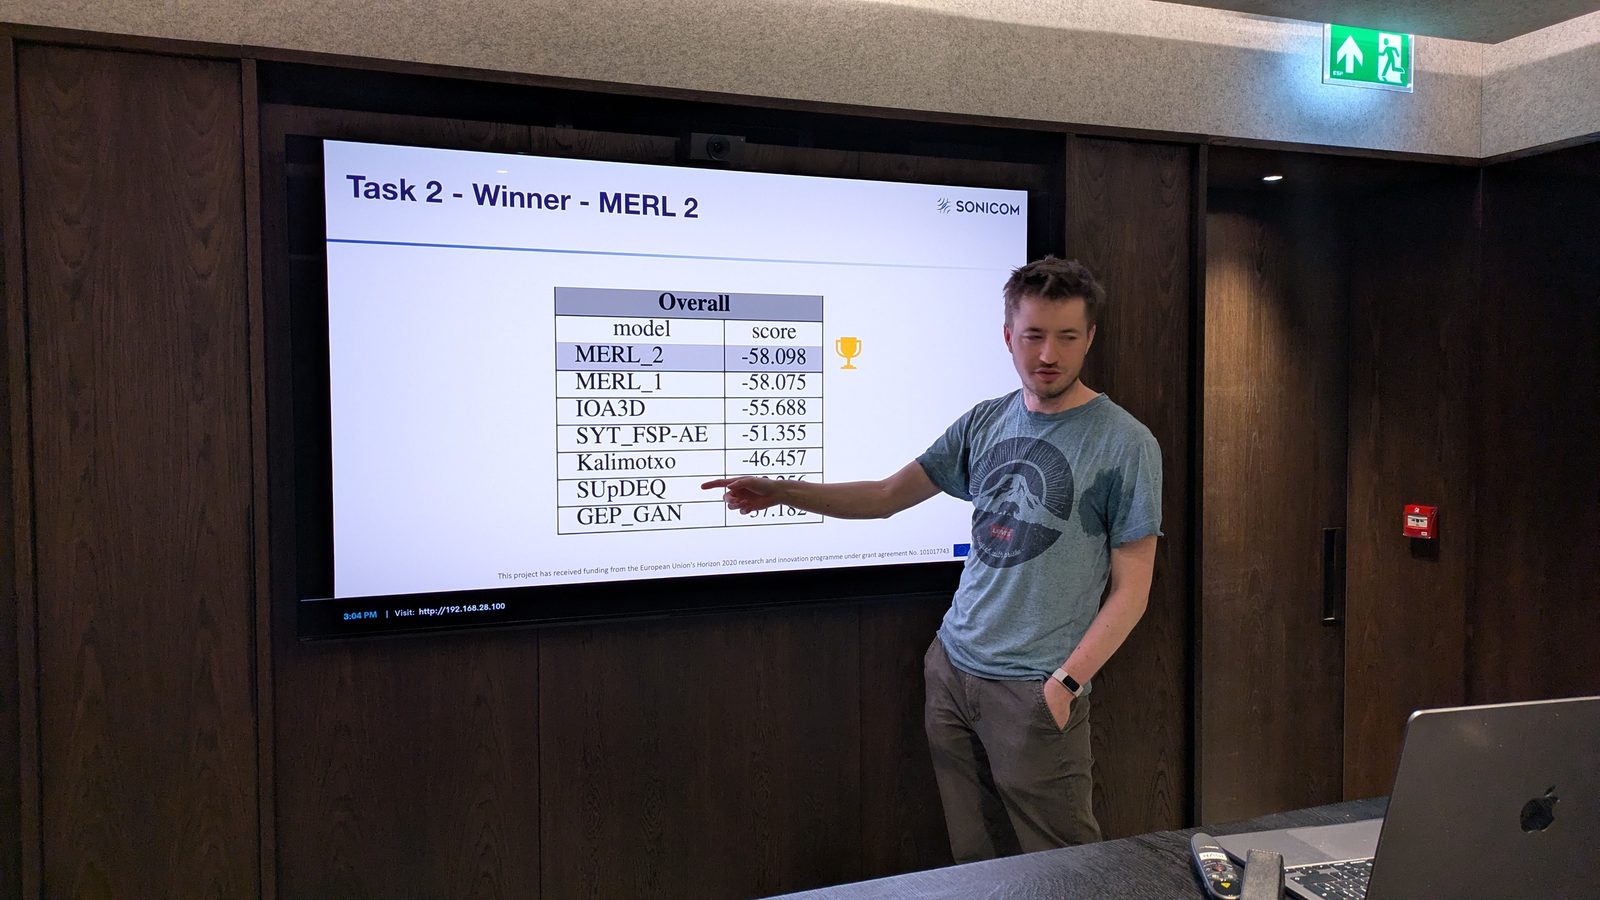 Task 2 - Winner - MERL 2
SONICOM
Overall
model score
MERL_2 -58.098
MERL_1 -58.075
IOA3D -55.688
SYT_FSP-AE -51.355
Kalimotxo -46.457
SUpDEQ
GEP_GAN
This project has received funding from the European Union's Horizon 2020 research and innovation programme under grant agreement No. 101017743
3:04 PM | Visit: http://192.168.28.100